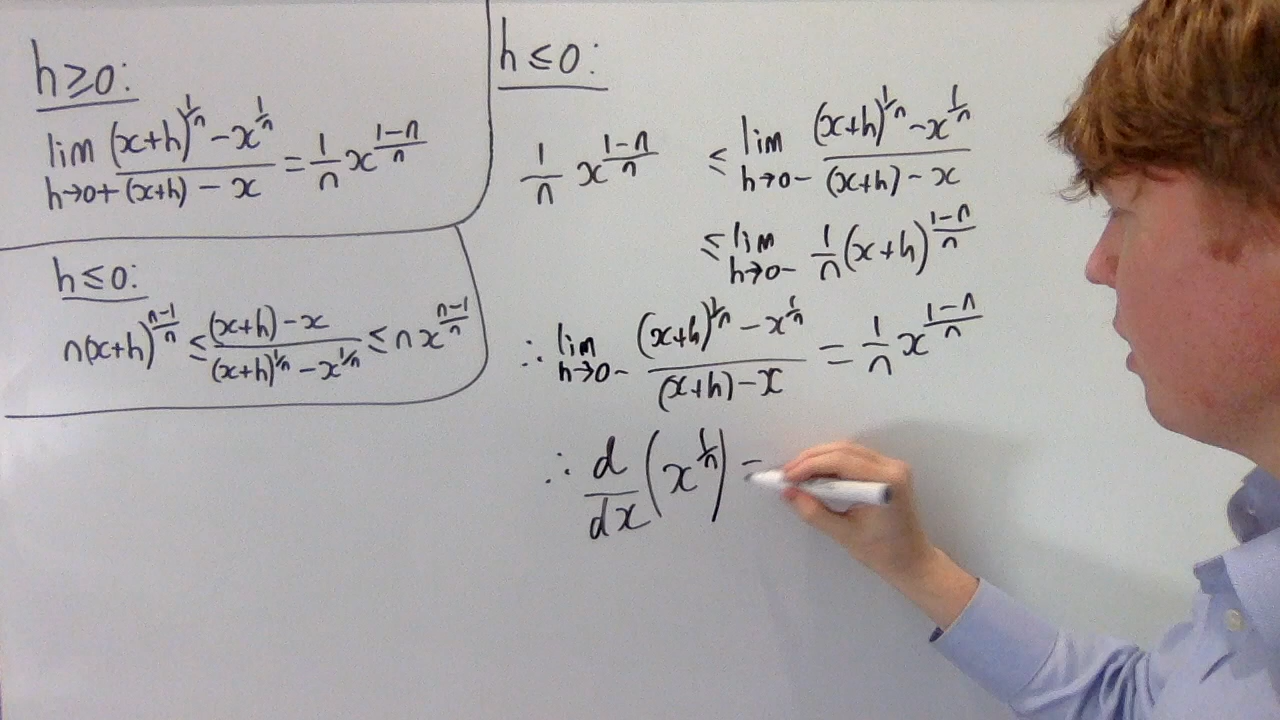 h≥0:
lim h→0+ ((x+h)^(1/n) − x^(1/n))/((x+h) − x) = 1/n x^((1−n)/n)
h≤0:
n(x+h)^((n−1)/n) ≤ ((x+h) − x)/((x+h)^(1/n) − x^(1/n)) ≤ n x^((n−1)/n)
h≤0:
1/n x^((1−n)/n) ≤ lim h→0− ((x+h)^(1/n) − x^(1/n))/((x+h) − x)
≤ lim h→0− 1/n (x+h)^((1−n)/n)
∴ lim h→0− ((x+h)^(1/n) − x^(1/n))/((x+h) − x) = 1/n x^((1−n)/n)
∴ d/dx (x^(1/n)) =